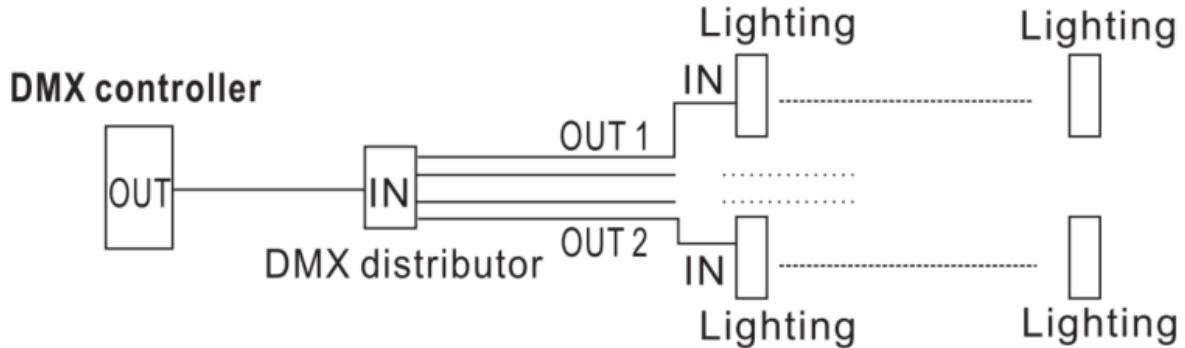 Lighting
Lighting
DMX controller
IN
OUT 1
OUT
IN
DMX distributor
OUT 2
IN
Lighting
Lighting